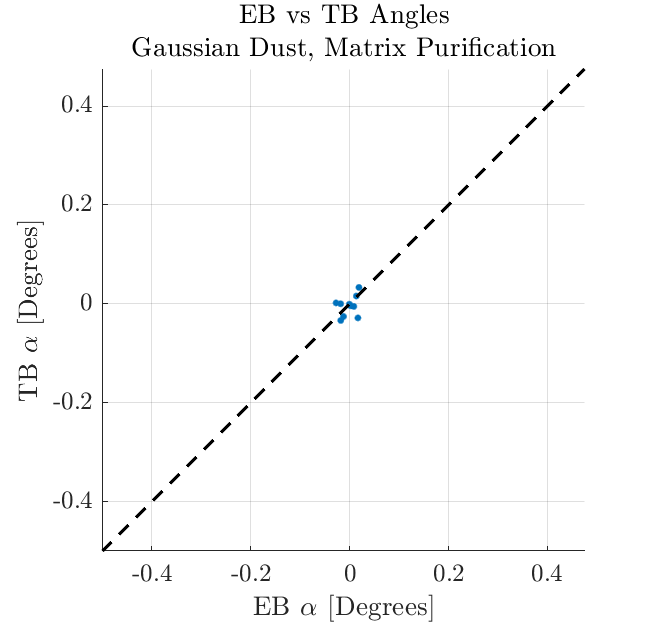 EB vs TB Angles
Gaussian Dust, Matrix Purification
0.4
0.2
0
-0.2
-0.4
TB α [Degrees]
-0.4 -0.2 0 0.2 0.4
EB α [Degrees]